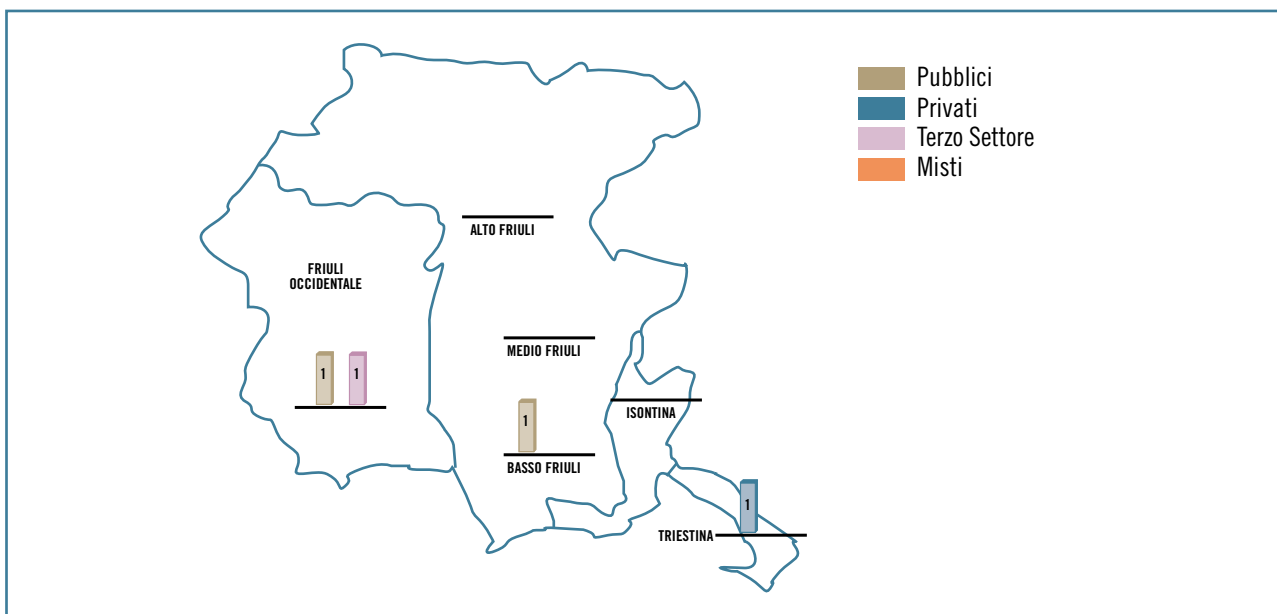 Pubblici
Privati
Terzo Settore
Misti
ALTO FRIULI
FRIULI
OCCIDENTALE
MEDIO FRIULI
1 1
1
ISONTINA
BASSO FRIULI
1
TRIESTINA